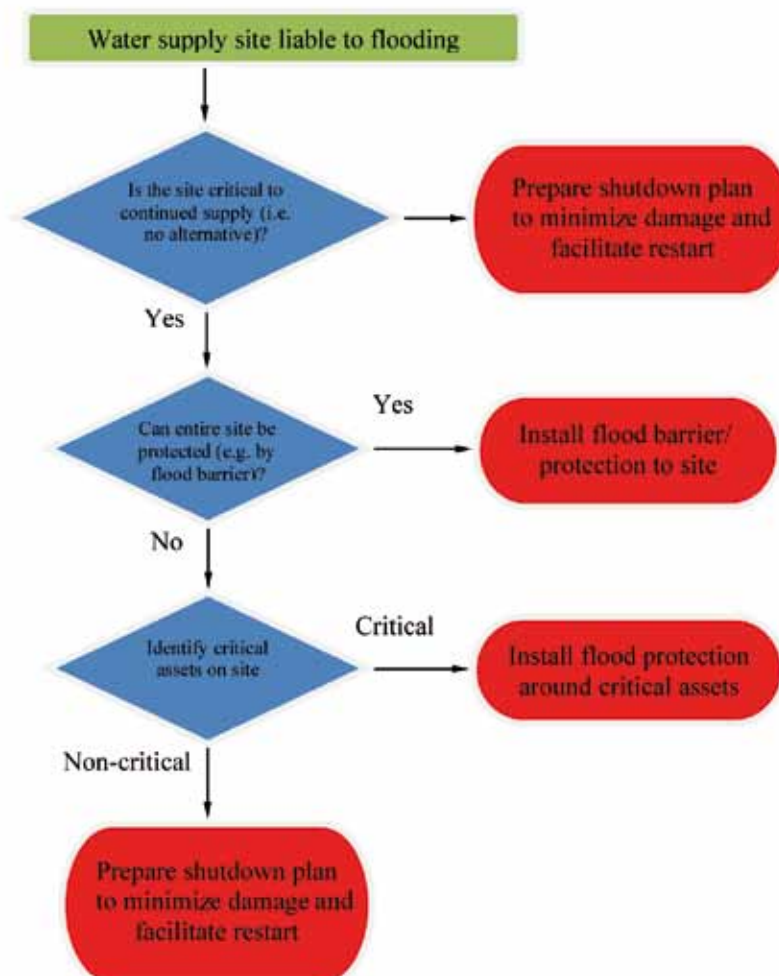 Water supply site liable to flooding
Is the site critical to
continued supply (i.e.
no alternative)?
Prepare shutdown plan
to minimize damage and
facilitate restart
Yes
Can entire site be
protected (e.g. by
flood barrier)?
Yes
Install flood barrier/
protection to site
No
Identify critical
assets on site
Critical
Install flood protection
around critical assets
Non-critical
Prepare shutdown plan
to minimize damage and
facilitate restart